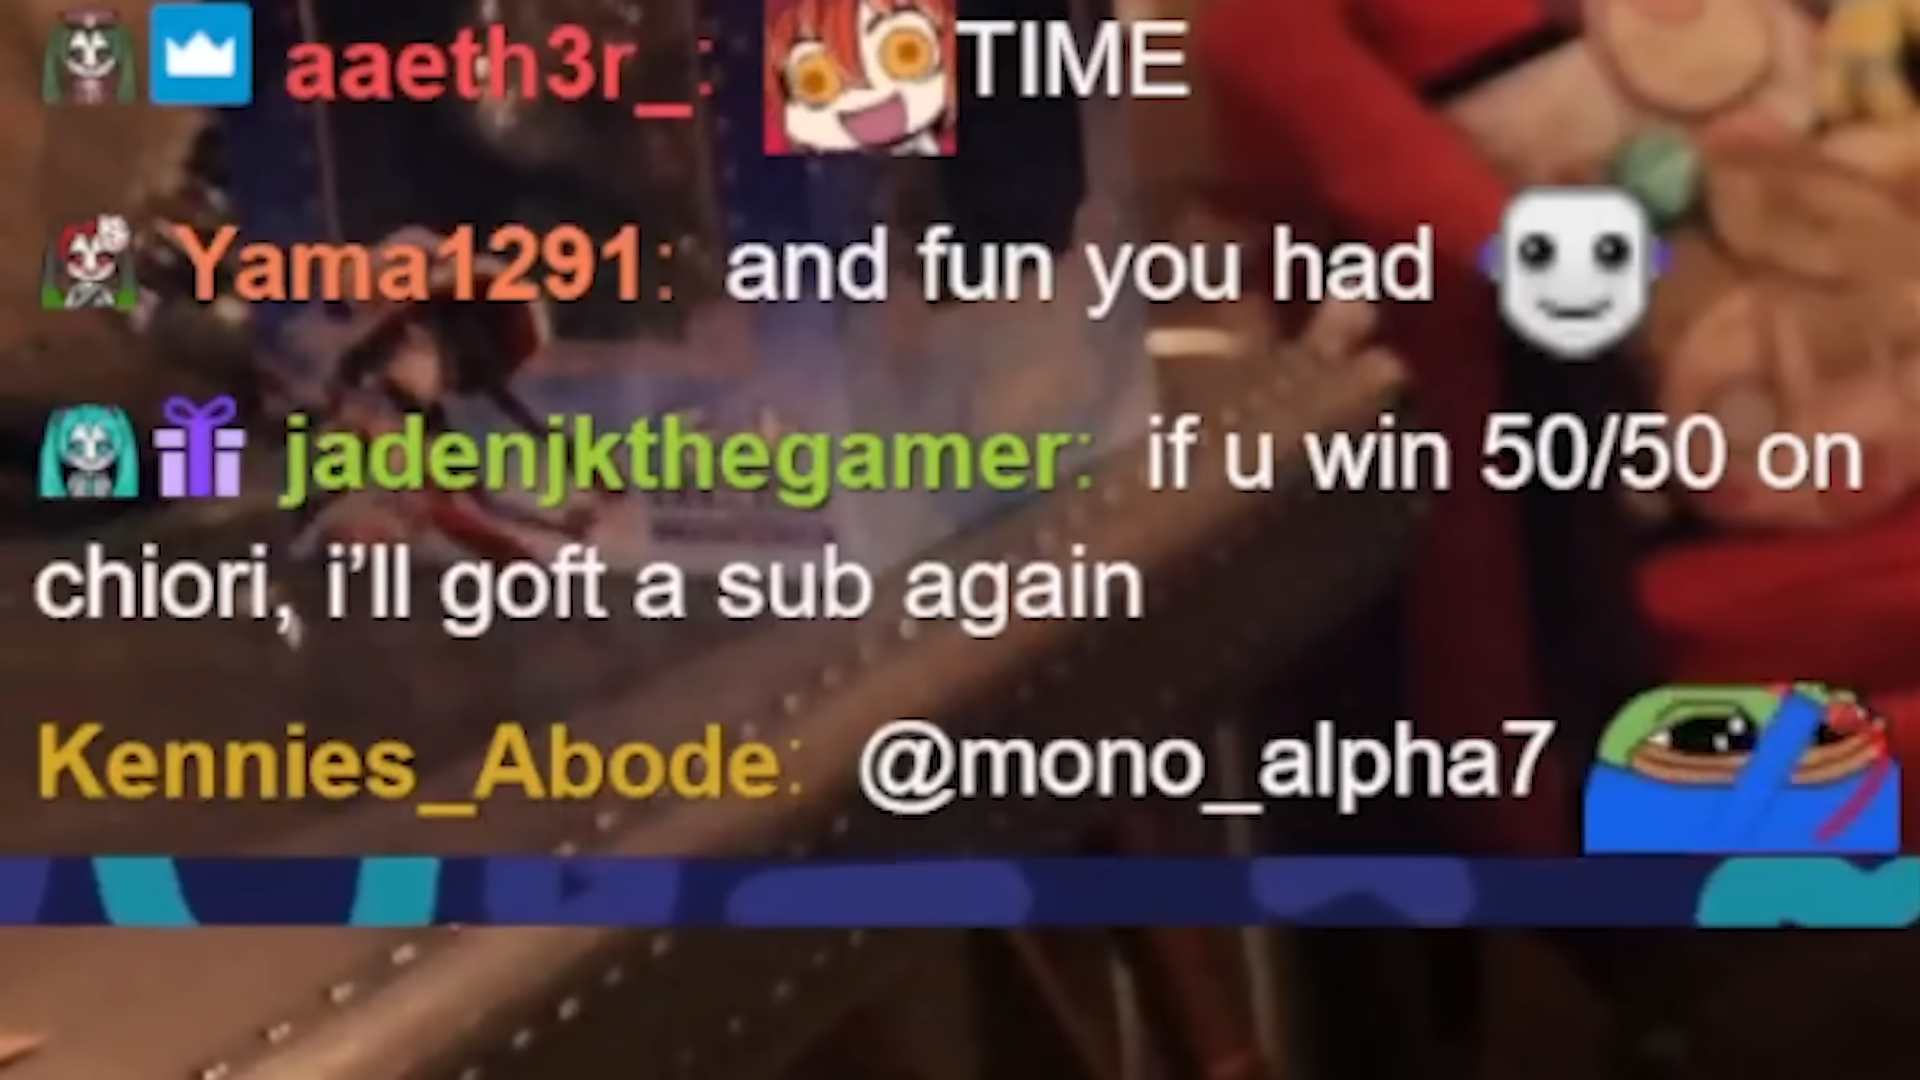 aaeth3r_: TIME
Yama1291: and fun you had
jadenjkthegamer: if u win 50/50 on
chiori, i'll goft a sub again
Kennies_Abode: @mono_alpha7